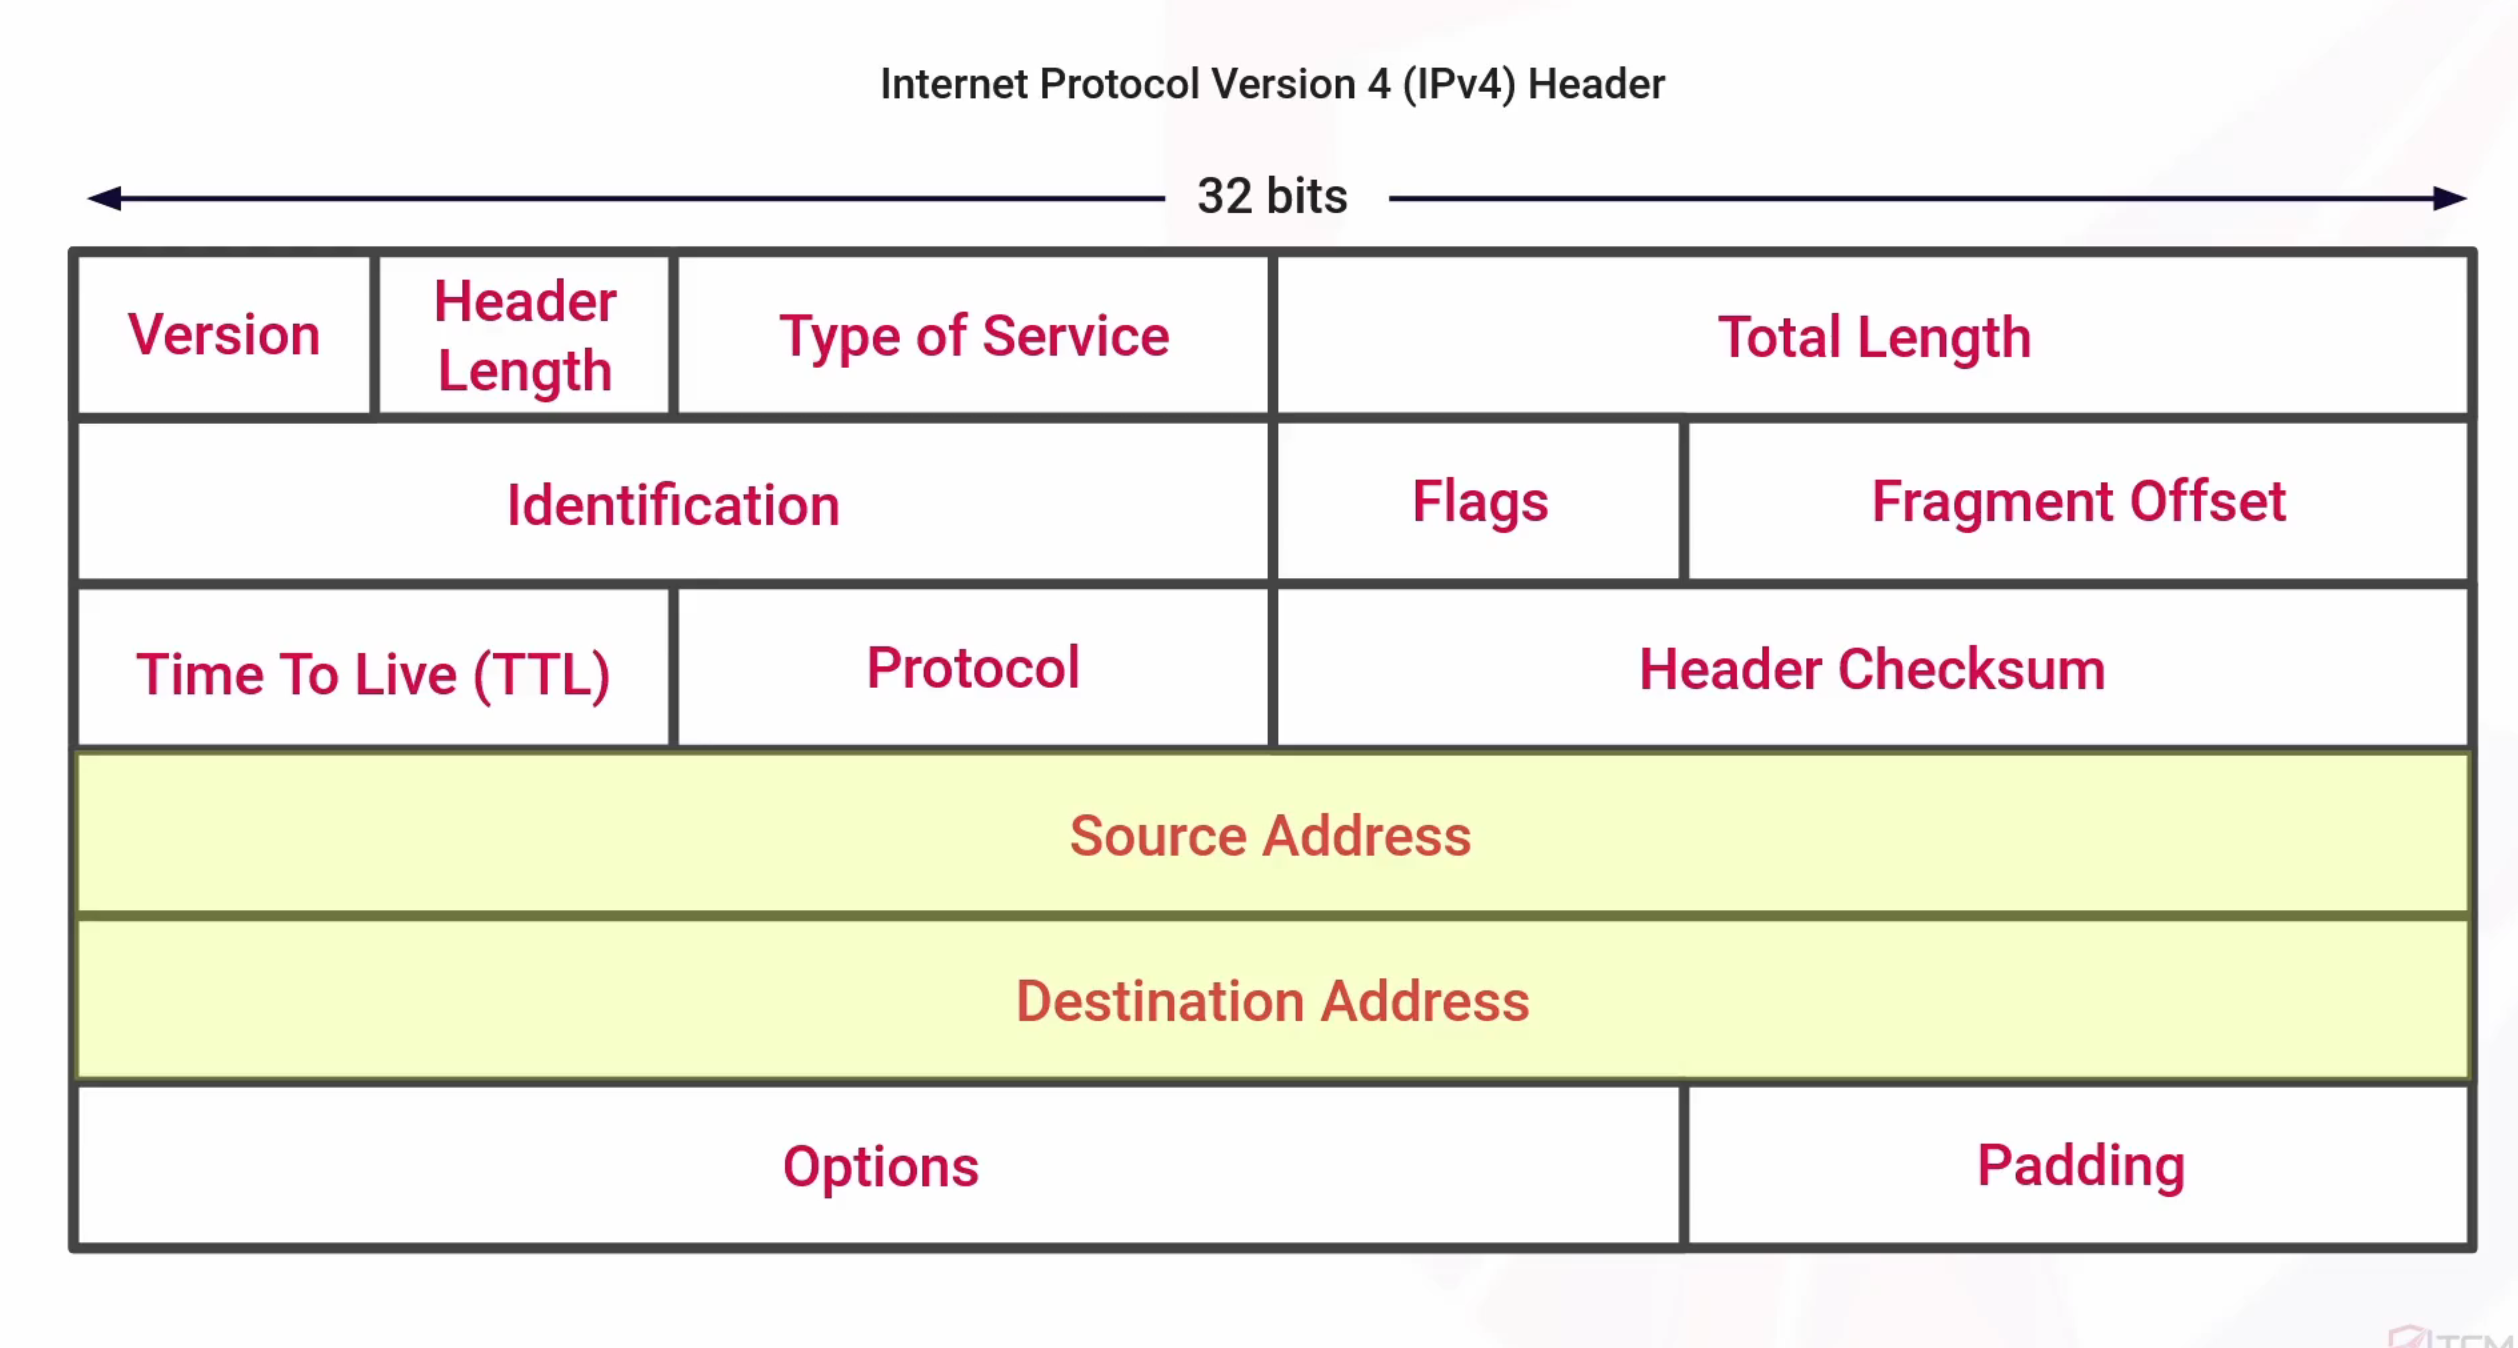 Internet Protocol Version 4 (IPv4) Header
32 bits
Version
Header
Length
Type of Service
Total Length
Identification
Flags
Fragment Offset
Time To Live (TTL)
Protocol
Header Checksum
Source Address
Destination Address
Options
Padding